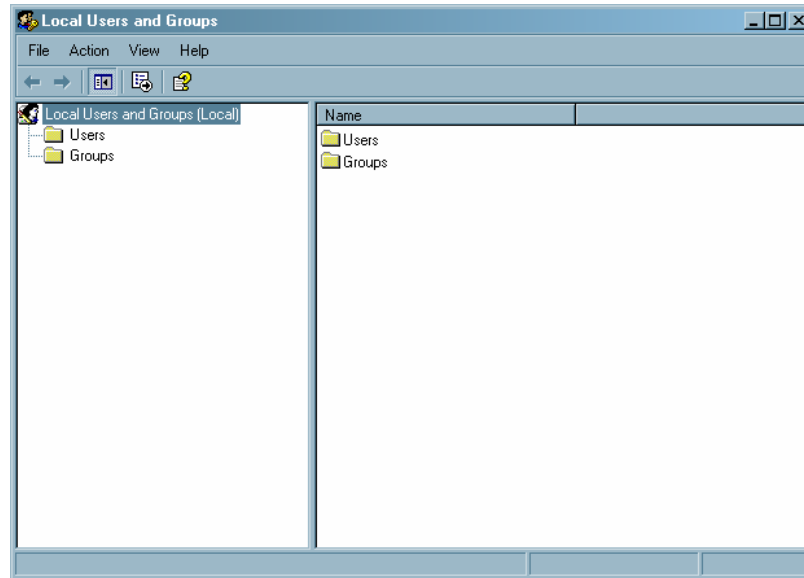 Local Users and Groups
File Action View Help
Local Users and Groups (Local)
Users
Groups
Name
Users
Groups